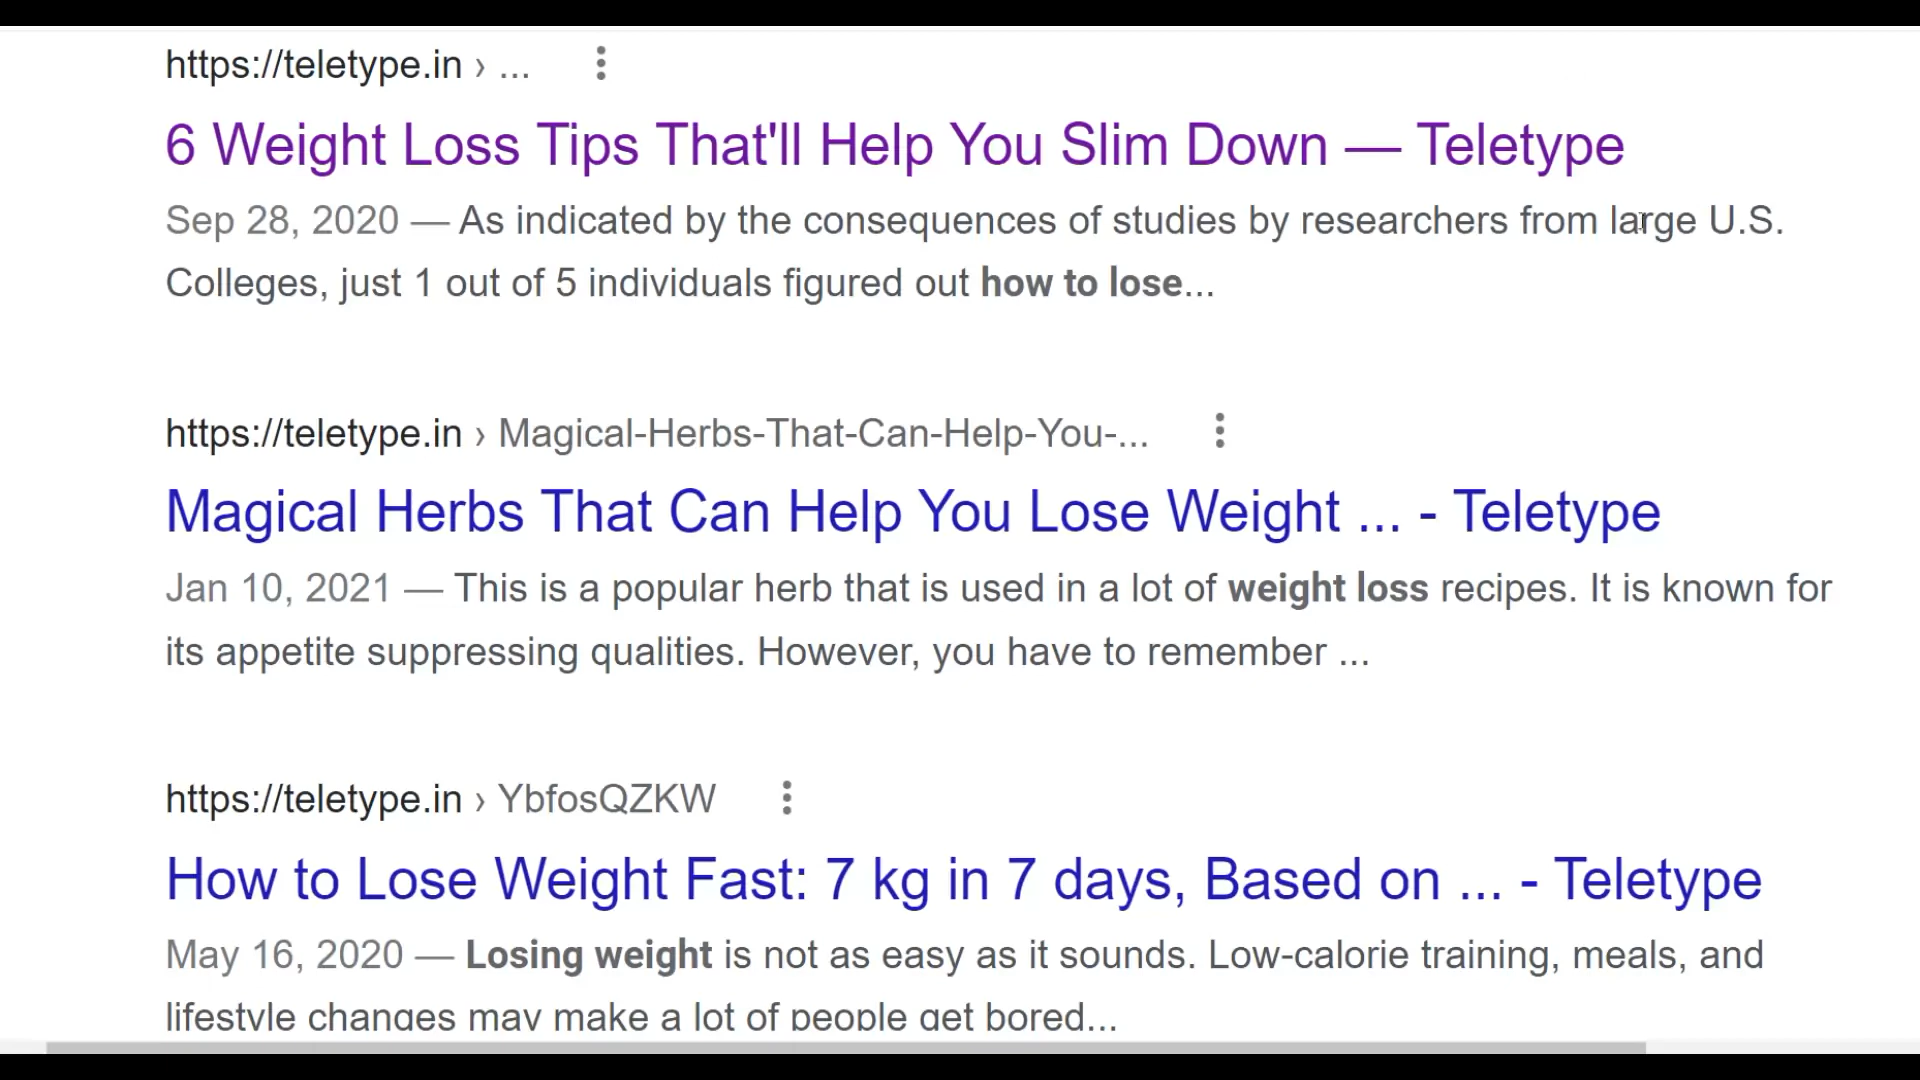 https://teletype.in › ...
6 Weight Loss Tips That'll Help You Slim Down — Teletype
Sep 28, 2020 — As indicated by the consequences of studies by researchers from large U.S.
Colleges, just 1 out of 5 individuals figured out how to lose...
https://teletype.in › Magical-Herbs-That-Can-Help-You-...
Magical Herbs That Can Help You Lose Weight ... - Teletype
Jan 10, 2021 — This is a popular herb that is used in a lot of weight loss recipes. It is known for
its appetite suppressing qualities. However, you have to remember ...
https://teletype.in › YbfosQZKW
How to Lose Weight Fast: 7 kg in 7 days, Based on ... - Teletype
May 16, 2020 — Losing weight is not as easy as it sounds. Low-calorie training, meals, and
lifestyle changes may make a lot of people get bored...